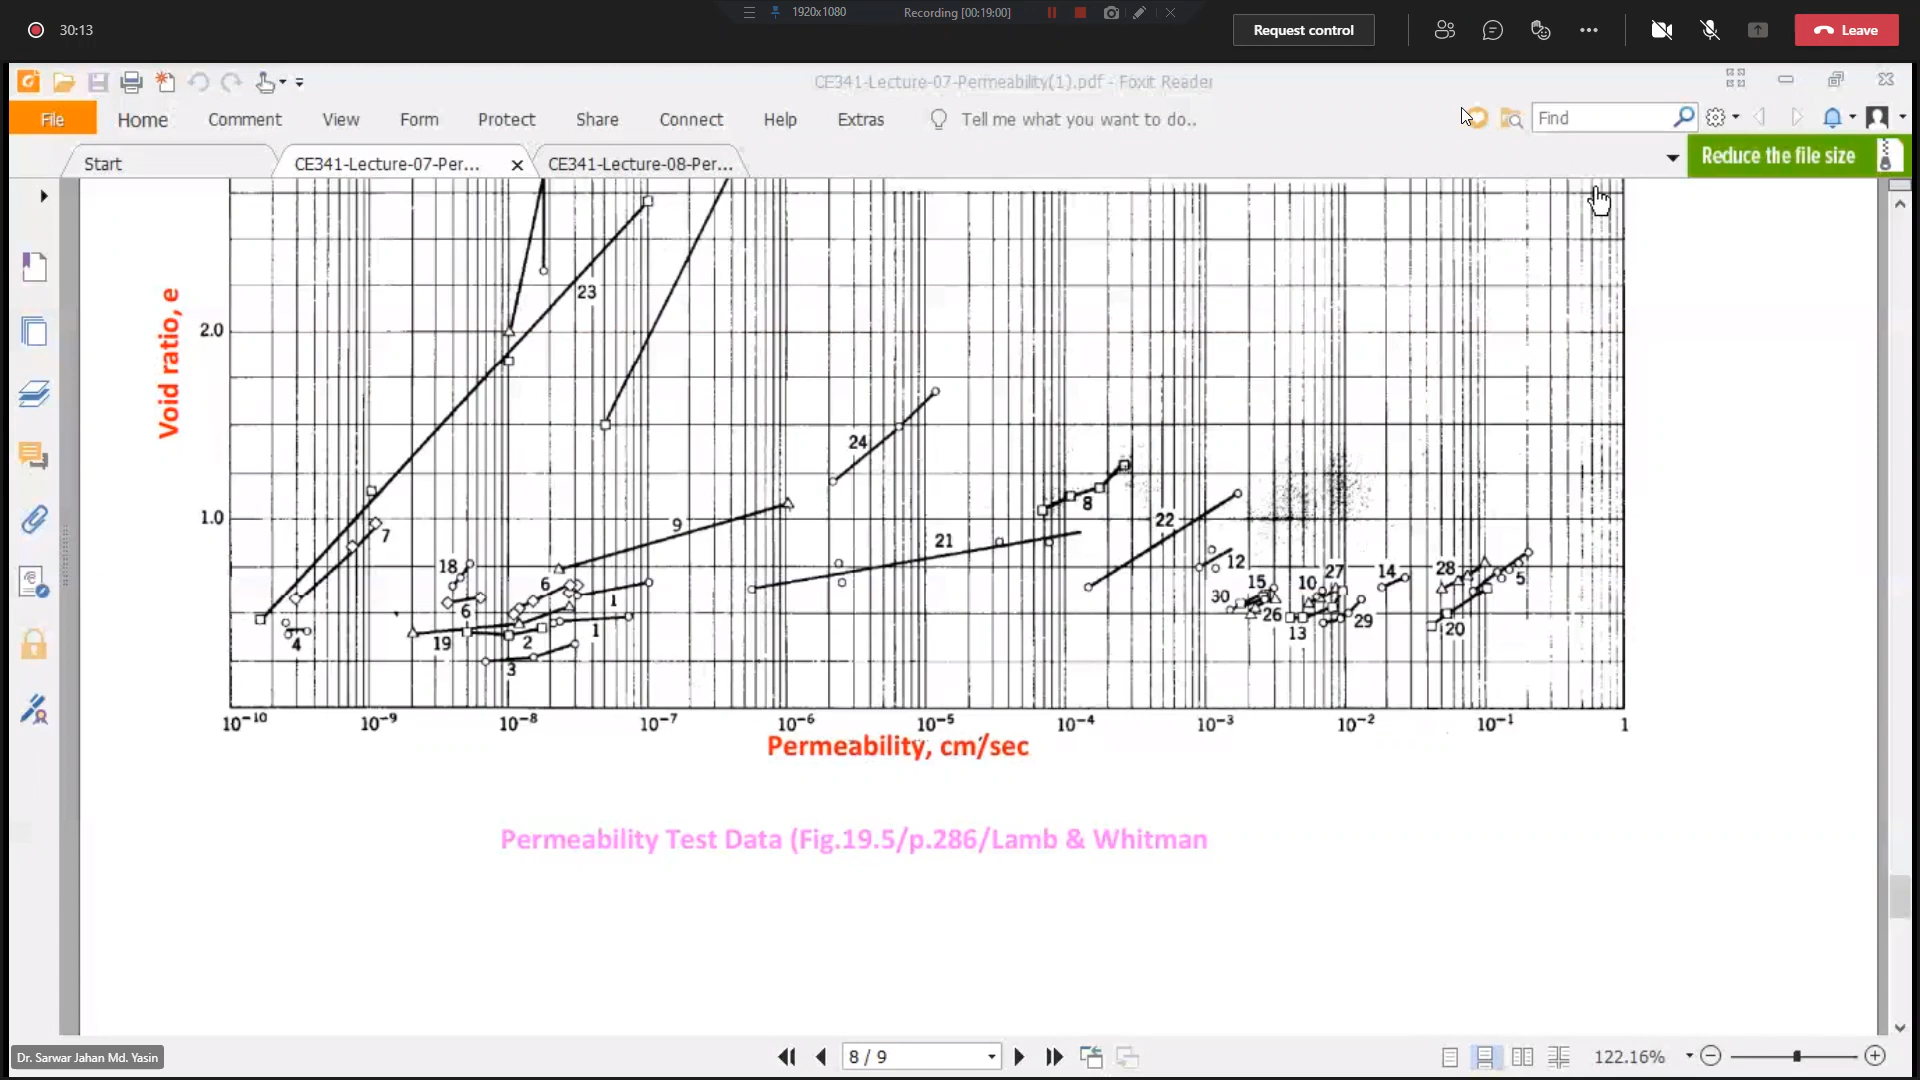 30:13
1920x1080
Recording [00:19:00]
Request control
Leave
CE341-Lecture-07-Permeability(1).pdf - Foxit Reader
File
Home
Comment
View
Form
Protect
Share
Connect
Help
Extras
Tell me what you want to do..
Find
Start
CE341-Lecture-07-Per...
CE341-Lecture-08-Per...
Reduce the file size
Void ratio, e
2.0
1.0
23
24
9
21
8
22
7
18
6
6
1
1
4
19
2
3
12
15
10
27
14
28
5
30
26
13
29
20
10⁻¹⁰ 10⁻⁹ 10⁻⁸ 10⁻⁷ 10⁻⁶ 10⁻⁵ 10⁻⁴ 10⁻³ 10⁻² 10⁻¹ 1
Permeability, cm/sec
Permeability Test Data (Fig.19.5/p.286/Lamb & Whitman
Dr. Sarwar Jahan Md. Yasin
8 / 9
122.16%